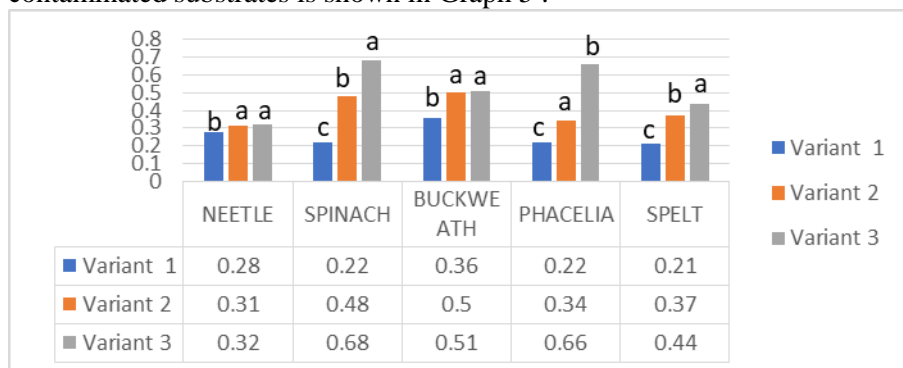 contaminated substrates is shown in Graph 3 .
0.8
0.7
0.6
0.5
0.4
0.3
0.2
0.1
0
b a a
c b a
b a a
c a b
c b a
NEETLE SPINACH BUCKWE PHACELIA SPELT
ATH
Variant 1 0.28 0.22 0.36 0.22 0.21
Variant 2 0.31 0.48 0.5 0.34 0.37
Variant 3 0.32 0.68 0.51 0.66 0.44
Variant 1
Variant 2
Variant 3